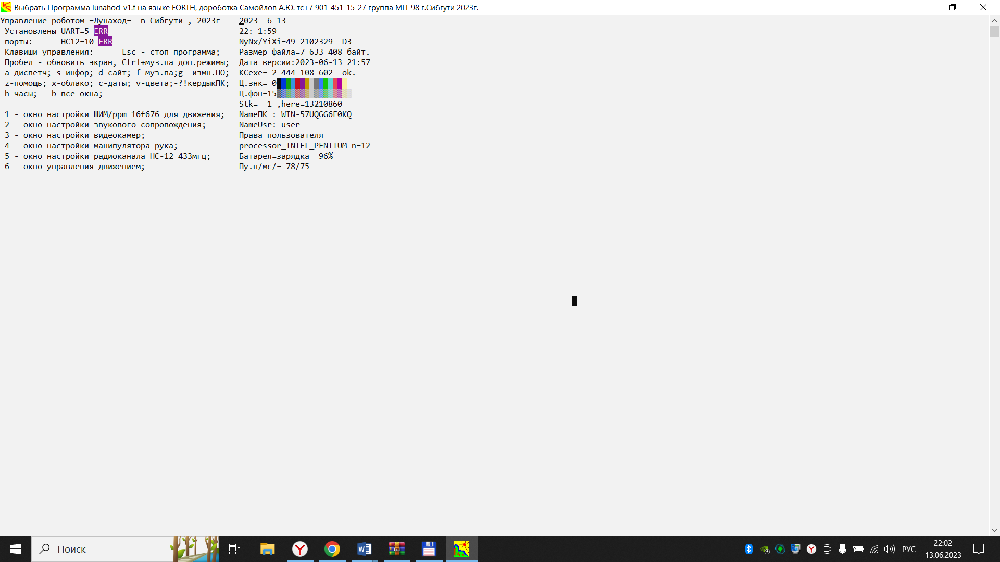 Выбрать Программа lunahod_v1.f на языке FORTH, доробоtка Самойлов А.Ю. тс+7 901-451-15-27 группа МП-98 г.Сибгути 2023г.
Управление роботом =Лунаход=  в Сибгути , 2023г    2023- 6-13
Установлены UART=5 ERR    22: 1:59
порты:      HC12=10 ERR    NyNx/YiXi=49 2102329  D3
Клавиши управления:      Esc - стоп программа;    Размер файла=7 633 408 байт.
Пробел - обновить экран, Ctrl+муз.па доп.режимы;    Дата версии:2023-06-13 21:57
a-диспетч; s-инфор; d-сайт; f-муз.па;g -измн.ПО;    КСexe= 2 444 108 602  ok.
z-помощь; x-облако; c-даты; v-цвета;-?!кердыкПК;    Ц.знк= 0
h-часы;   b-все окна;    Ц.фон=15
Stk=  1 ,here=13210860
1 - окно настройки ШИМ/ppm 16f676 для движения;    NameПК : WIN-57UQGG6E0KQ
2 - окно настройки звукового сопровождения;    NameUsr: user
3 - окно настройки видеокамер;    Права пользователя
4 - окно настройки манипулятора-рука;    processor_INTEL_PENTIUM n=12
5 - окно настройки радиоканала HC-12 433мгц;    Батарея=зарядка  96%
6 - окно управления движением;    Пу.п/мс/= 78/75
Поиск
РУС
22:02
13.06.2023